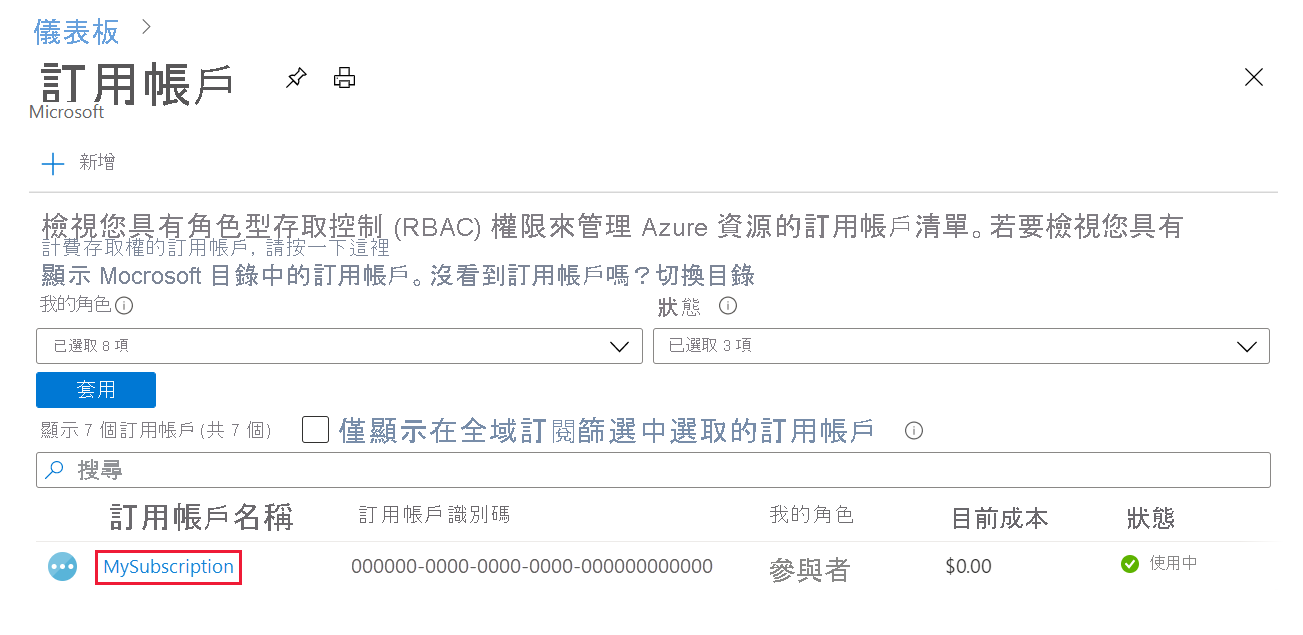 儀表板
訂用帳戶
Microsoft
新增
檢視您具有角色型存取控制 (RBAC) 權限來管理 Azure 資源的訂用帳戶清單。若要檢視您具有
計費存取權的訂用帳戶, 請按一下這裡
顯示 Mocrosoft 目錄中的訂用帳戶。沒看到訂用帳戶嗎？切換目錄
我的角色 狀態
已選取 8 項 已選取 3 項
套用
顯示 7 個訂用帳戶 (共 7 個) 僅顯示在全域訂閱篩選中選取的訂用帳戶
搜尋
訂用帳戶名稱 訂用帳戶識別碼 我的角色 目前成本 狀態
MySubscription 000000-0000-0000-0000-000000000000 參與者 $0.00 使用中